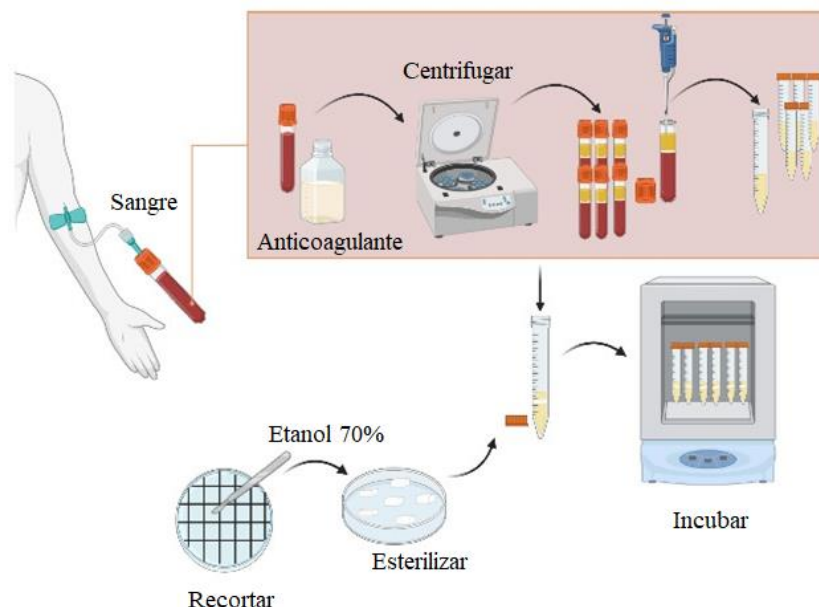 Centrifugar
Sangre
Anticoagulante
Etanol 70%
Esterilizar
Incubar
Recortar